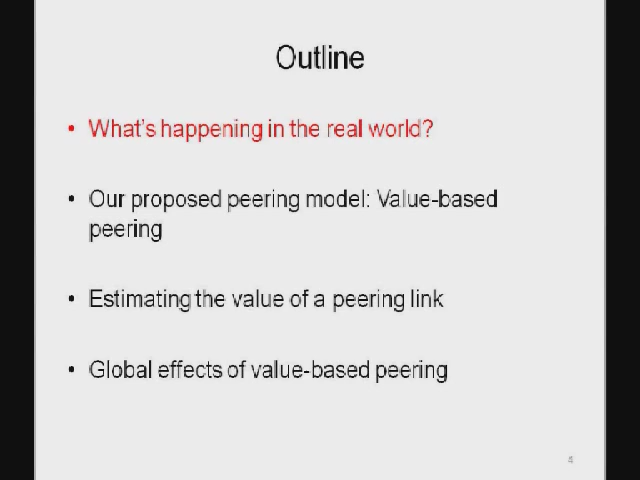 Outline
• What's happening in the real world?
• Our proposed peering model: Value-based
peering
• Estimating the value of a peering link
• Global effects of value-based peering
4